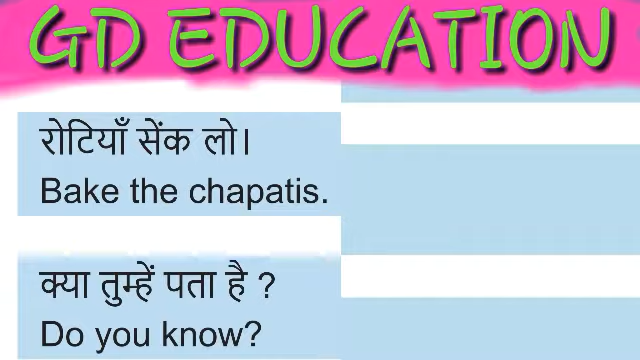 GD EDUCATION
रोटियाँ सेंक लो।
Bake the chapatis.
क्या तुम्हें पता है ?
Do you know?